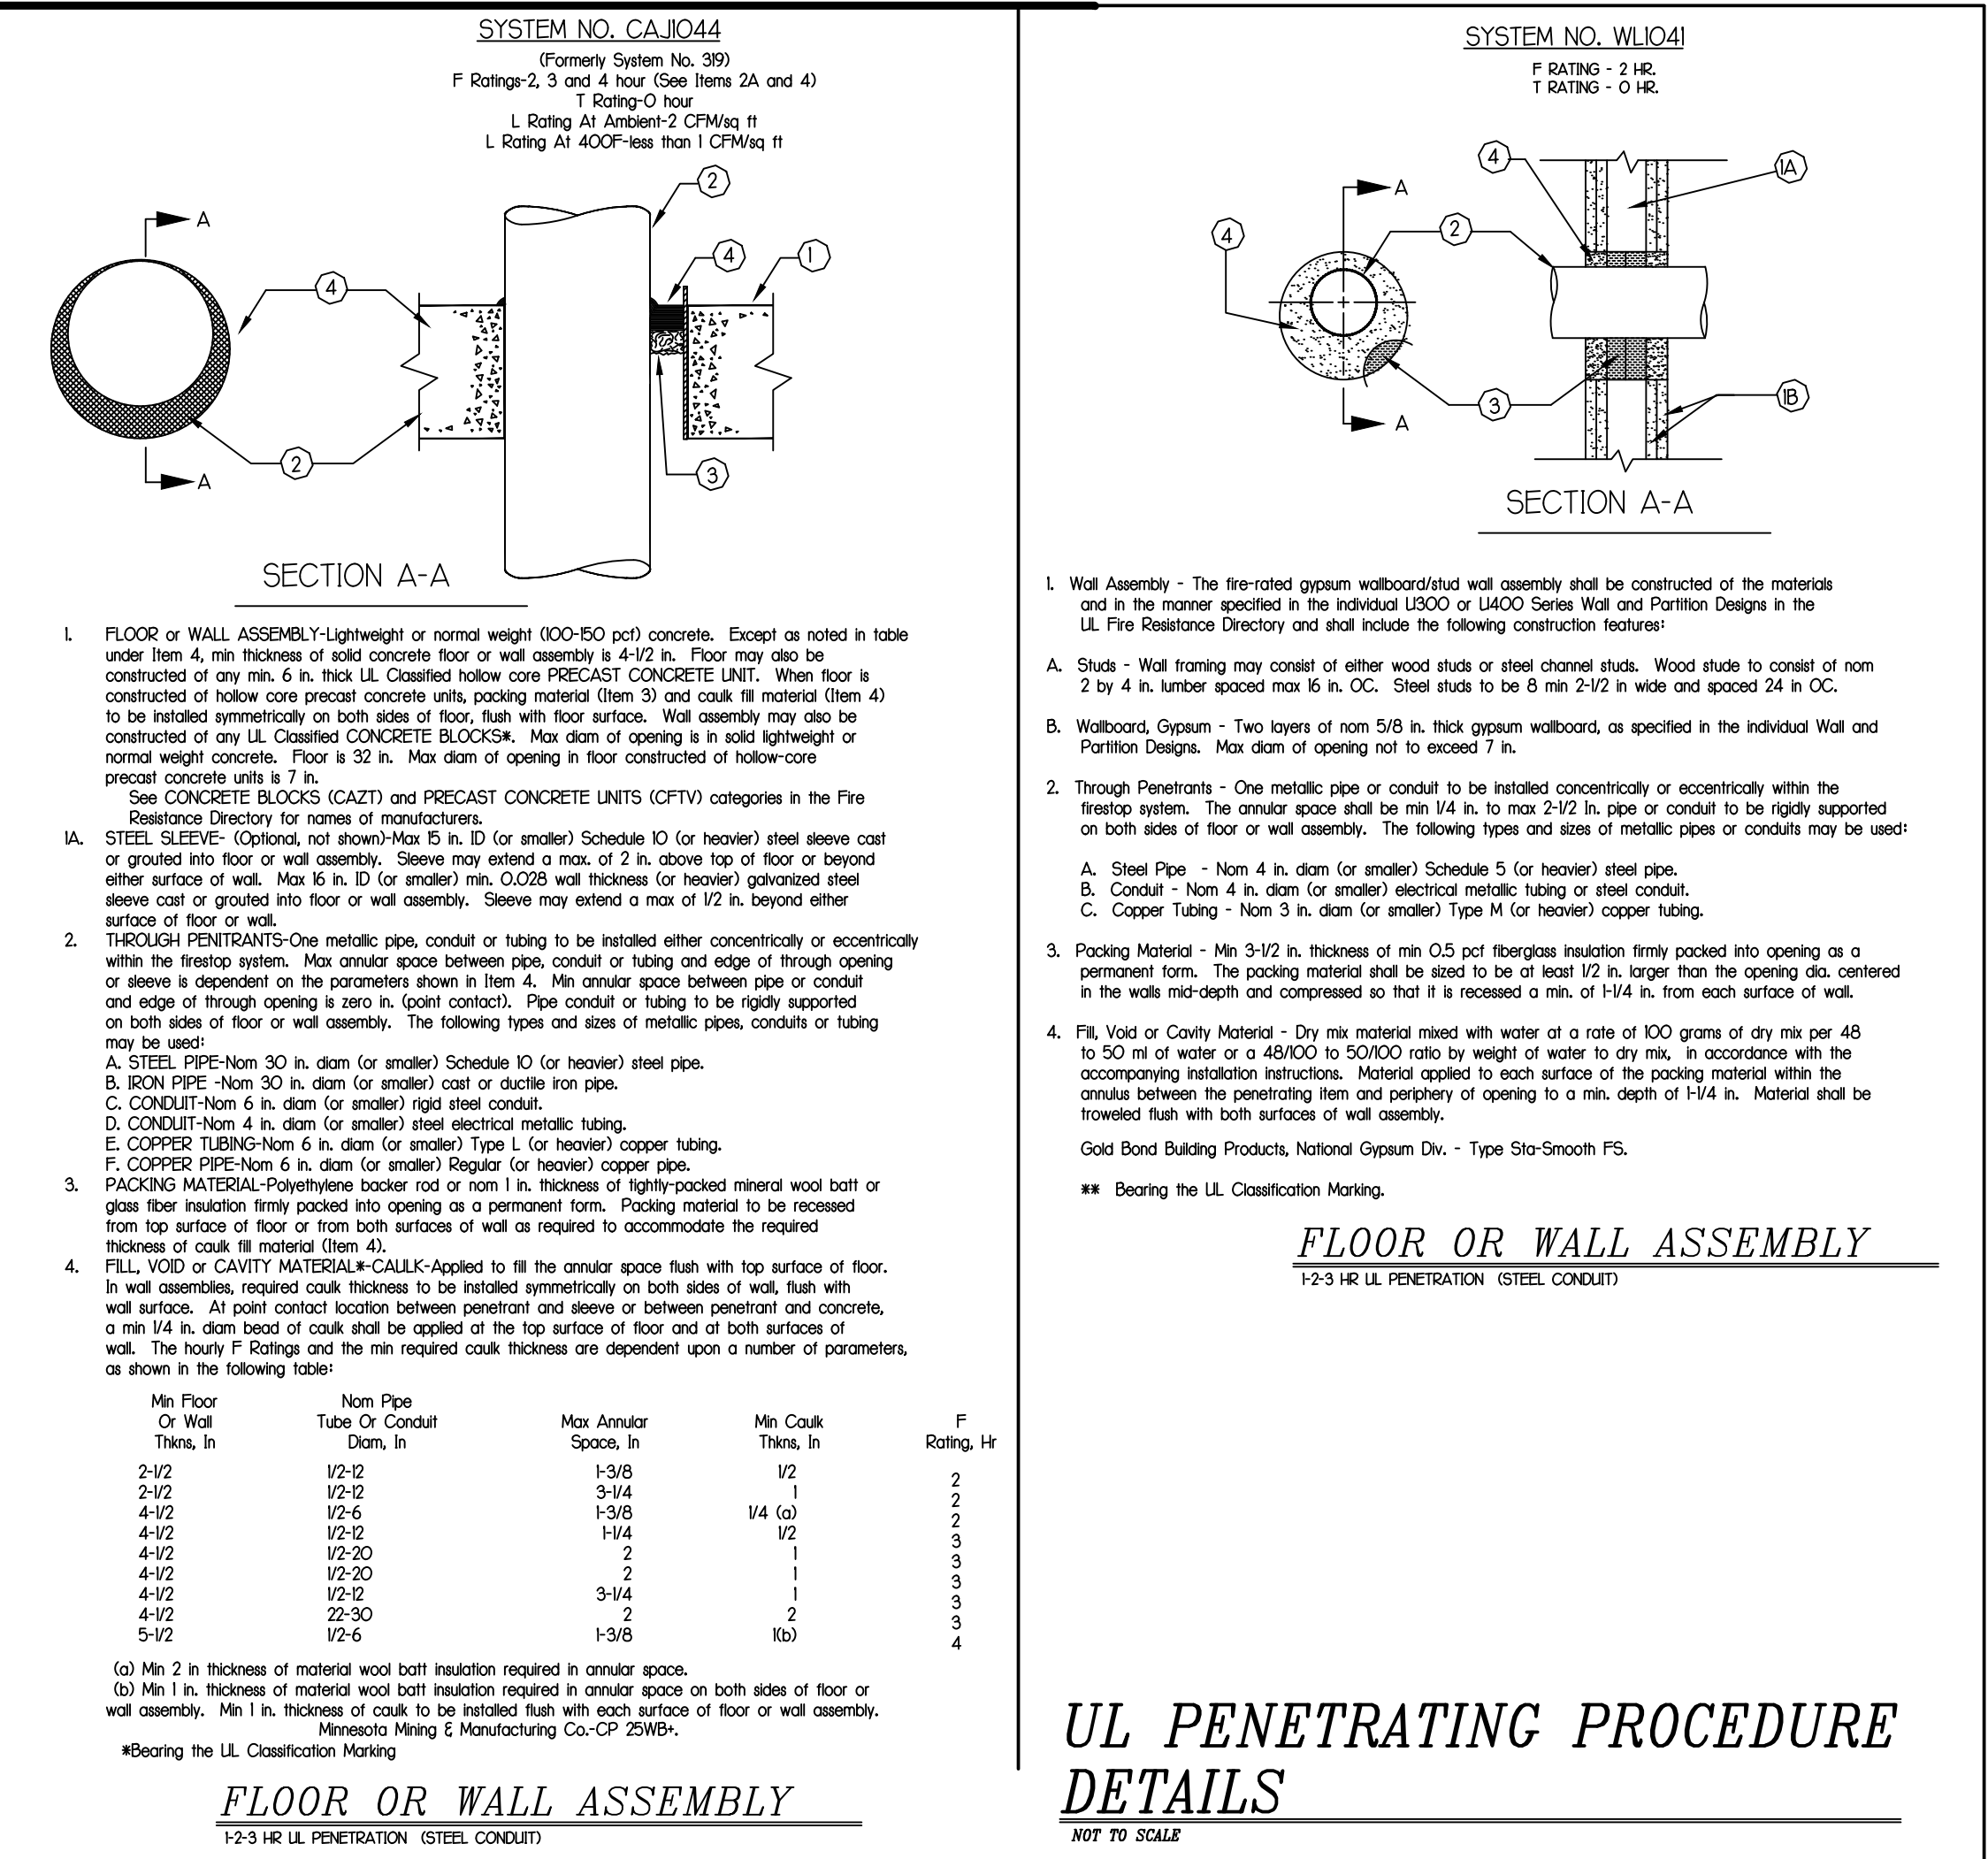 SYSTEM NO. CAJ1044
(Formerly System No. 319)
F Ratings-2, 3 and 4 hour (See Items 2A and 4)
T Rating-0 hour
L Rating At Ambient-2 CFM/sq ft
L Rating At 400F-less than 1 CFM/sq ft
2
A
4
1
4
2
3
A
SECTION A-A
1. FLOOR or WALL ASSEMBLY-Lightweight or normal weight (100-150 pcf) concrete. Except as noted in table
under Item 4, min thickness of solid concrete floor or wall assembly is 4-1/2 in. Floor may also be
constructed of any min. 6 in. thick UL Classified hollow core PRECAST CONCRETE UNIT. When floor is
constructed of hollow core precast concrete units, packing material (Item 3) and caulk fill material (Item 4)
to be installed symmetrically on both sides of floor, flush with floor surface. Wall assembly may also be
constructed of any UL Classified CONCRETE BLOCKS*. Max diam of opening is in solid lightweight or
normal weight concrete. Floor is 32 in. Max diam of opening in floor constructed of hollow-core
precast concrete units is 7 in.
See CONCRETE BLOCKS (CAZT) and PRECAST CONCRETE UNITS (CFTV) categories in the Fire
Resistance Directory for names of manufacturers.
1A. STEEL SLEEVE- (Optional, not shown)-Max 15 in. ID (or smaller) Schedule 10 (or heavier) steel sleeve cast
or grouted into floor or wall assembly. Sleeve may extend a max. of 2 in. above top of floor or beyond
either surface of wall. Max 16 in. ID (or smaller) min. 0.028 wall thickness (or heavier) galvanized steel
sleeve cast or grouted into floor or wall assembly. Sleeve may extend a max of 1/2 in. beyond either
surface of floor or wall.
2. THROUGH PENITRANTS-One metallic pipe, conduit or tubing to be installed either concentrically or eccentrically
within the firestop system. Max annular space between pipe, conduit or tubing and edge of through opening
or sleeve is dependent on the parameters shown in Item 4. Min annular space between pipe or conduit
and edge of through opening is zero in. (point contact). Pipe conduit or tubing to be rigidly supported
on both sides of floor or wall assembly. The following types and sizes of metallic pipes, conduits or tubing
may be used:
A. STEEL PIPE-Nom 30 in. diam (or smaller) Schedule 10 (or heavier) steel pipe.
B. IRON PIPE -Nom 30 in. diam (or smaller) cast or ductile iron pipe.
C. CONDUIT-Nom 6 in. diam (or smaller) rigid steel conduit.
D. CONDUIT-Nom 4 in. diam (or smaller) steel electrical metallic tubing.
E. COPPER TUBING-Nom 6 in. diam (or smaller) Type L (or heavier) copper tubing.
F. COPPER PIPE-Nom 6 in. diam (or smaller) Regular (or heavier) copper pipe.
3. PACKING MATERIAL-Polyethylene backer rod or nom 1 in. thickness of tightly-packed mineral wool batt or
glass fiber insulation firmly packed into opening as a permanent form. Packing material to be recessed
from top surface of floor or from both surfaces of wall as required to accommodate the required
thickness of caulk fill material (Item 4).
4. FILL, VOID or CAVITY MATERIAL*-CAULK-Applied to fill the annular space flush with top surface of floor.
In wall assemblies, required caulk thickness to be installed symmetrically on both sides of wall, flush with
wall surface. At point contact location between penetrant and sleeve or between penetrant and concrete,
a min 1/4 in. diam bead of caulk shall be applied at the top surface of floor and at both surfaces of
wall. The hourly F Ratings and the min required caulk thickness are dependent upon a number of parameters,
as shown in the following table:
Min Floor Nom Pipe
Or Wall Tube Or Conduit Max Annular Min Caulk F
Thkns, In Diam, In Space, In Thkns, In Rating, Hr
2-1/2 1/2-12 1-3/8 1/2 2
2-1/2 1/2-12 3-1/4 1 2
4-1/2 1/2-6 1-3/8 1/4 (a) 2
4-1/2 1/2-12 1-1/4 1/2 3
4-1/2 1/2-20 2 1 3
4-1/2 1/2-20 2 1 3
4-1/2 1/2-12 3-1/4 1 3
4-1/2 22-30 2 2 3
5-1/2 1/2-6 1-3/8 1(b) 4
(a) Min 2 in thickness of material wool batt insulation required in annular space.
(b) Min 1 in. thickness of material wool batt insulation required in annular space on both sides of floor or
wall assembly. Min 1 in. thickness of caulk to be installed flush with each surface of floor or wall assembly.
Minnesota Mining & Manufacturing Co.-CP 25WB+.
*Bearing the UL Classification Marking
FLOOR OR WALL ASSEMBLY
1-2-3 HR UL PENETRATION (STEEL CONDUIT)
SYSTEM NO. WL1041
F RATING - 2 HR.
T RATING - 0 HR.
4
1A
A
2
4
3
1B
A
SECTION A-A
1. Wall Assembly - The fire-rated gypsum wallboard/stud wall assembly shall be constructed of the materials
and in the manner specified in the individual U300 or U400 Series Wall and Partition Designs in the
UL Fire Resistance Directory and shall include the following construction features:
A. Studs - Wall framing may consist of either wood studs or steel channel studs. Wood stude to consist of nom
2 by 4 in. lumber spaced max 16 in. OC. Steel studs to be 8 min 2-1/2 in wide and spaced 24 in OC.
B. Wallboard, Gypsum - Two layers of nom 5/8 in. thick gypsum wallboard, as specified in the individual Wall and
Partition Designs. Max diam of opening not to exceed 7 in.
2. Through Penetrants - One metallic pipe or conduit to be installed concentrically or eccentrically within the
firestop system. The annular space shall be min 1/4 in. to max 2-1/2 In. pipe or conduit to be rigidly supported
on both sides of floor or wall assembly. The following types and sizes of metallic pipes or conduits may be used:
A. Steel Pipe - Nom 4 in. diam (or smaller) Schedule 5 (or heavier) steel pipe.
B. Conduit - Nom 4 in. diam (or smaller) electrical metallic tubing or steel conduit.
C. Copper Tubing - Nom 3 in. diam (or smaller) Type M (or heavier) copper tubing.
3. Packing Material - Min 3-1/2 in. thickness of min 0.5 pcf fiberglass insulation firmly packed into opening as a
permanent form. The packing material shall be sized to be at least 1/2 in. larger than the opening dia. centered
in the walls mid-depth and compressed so that it is recessed a min. of 1-1/4 in. from each surface of wall.
4. Fill, Void or Cavity Material - Dry mix material mixed with water at a rate of 100 grams of dry mix per 48
to 50 ml of water or a 48/100 to 50/100 ratio by weight of water to dry mix, in accordance with the
accompanying installation instructions. Material applied to each surface of the packing material within the
annulus between the penetrating item and periphery of opening to a min. depth of 1-1/4 in. Material shall be
troweled flush with both surfaces of wall assembly.
Gold Bond Building Products, National Gypsum Div. - Type Sta-Smooth FS.
** Bearing the UL Classification Marking.
FLOOR OR WALL ASSEMBLY
1-2-3 HR UL PENETRATION (STEEL CONDUIT)
UL PENETRATING PROCEDURE
DETAILS
NOT TO SCALE